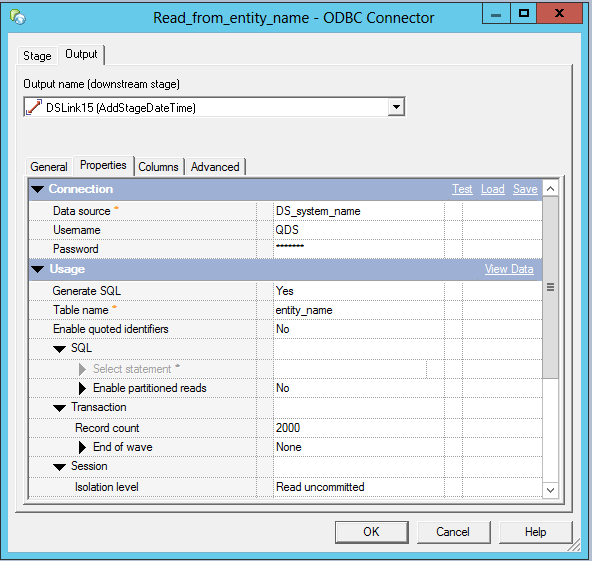 Read_from_entity_name - ODBC Connector
Stage Output
Output name (downstream stage)
DSLink15 (AddStageDateTime)
General Properties Columns Advanced
Connection Test Load Save
Data source * DS_system_name
Username QDS
Password *******
Usage View Data
Generate SQL Yes
Table name * entity_name
Enable quoted identifiers No
SQL
Select statement *
Enable partitioned reads No
Transaction
Record count 2000
End of wave None
Session
Isolation level Read uncommitted
OK Cancel Help